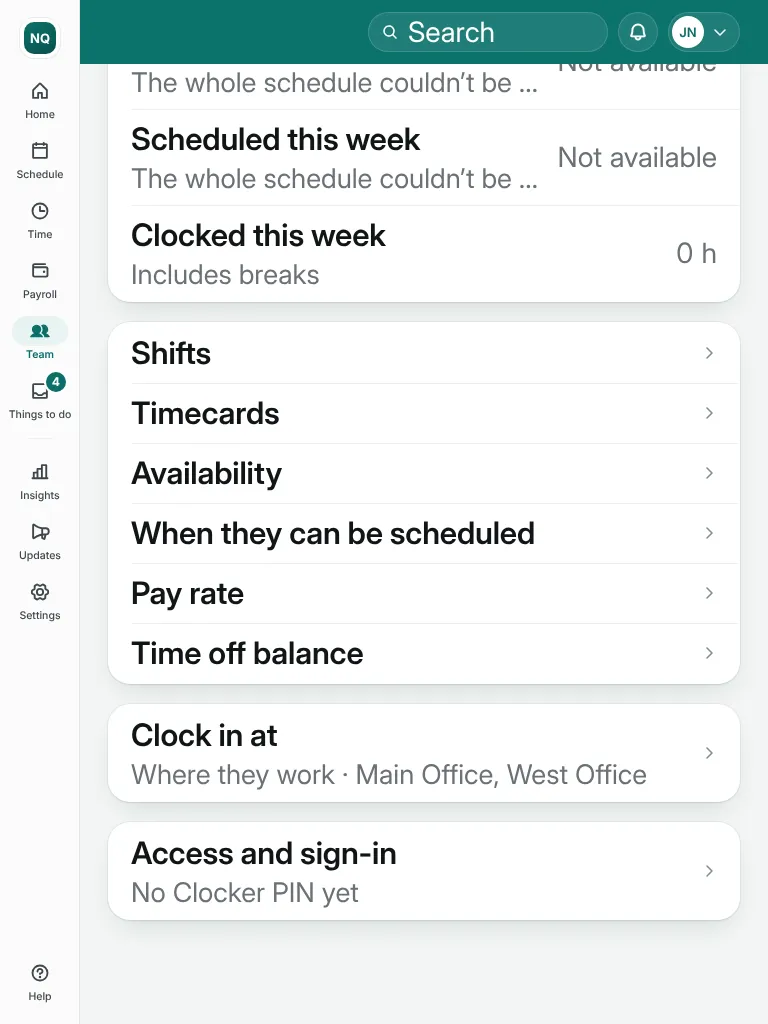 NQ
Search
JN
Home
Schedule
Time
Payroll
Team
4
Things to do
Insights
Updates
Settings
Help
Not available
The whole schedule couldn’t be ...
Scheduled this week
The whole schedule couldn’t be ...
Not available
Clocked this week
Includes breaks
0 h
Shifts
Timecards
Availability
When they can be scheduled
Pay rate
Time off balance
Clock in at
Where they work · Main Office, West Office
Access and sign-in
No Clocker PIN yet